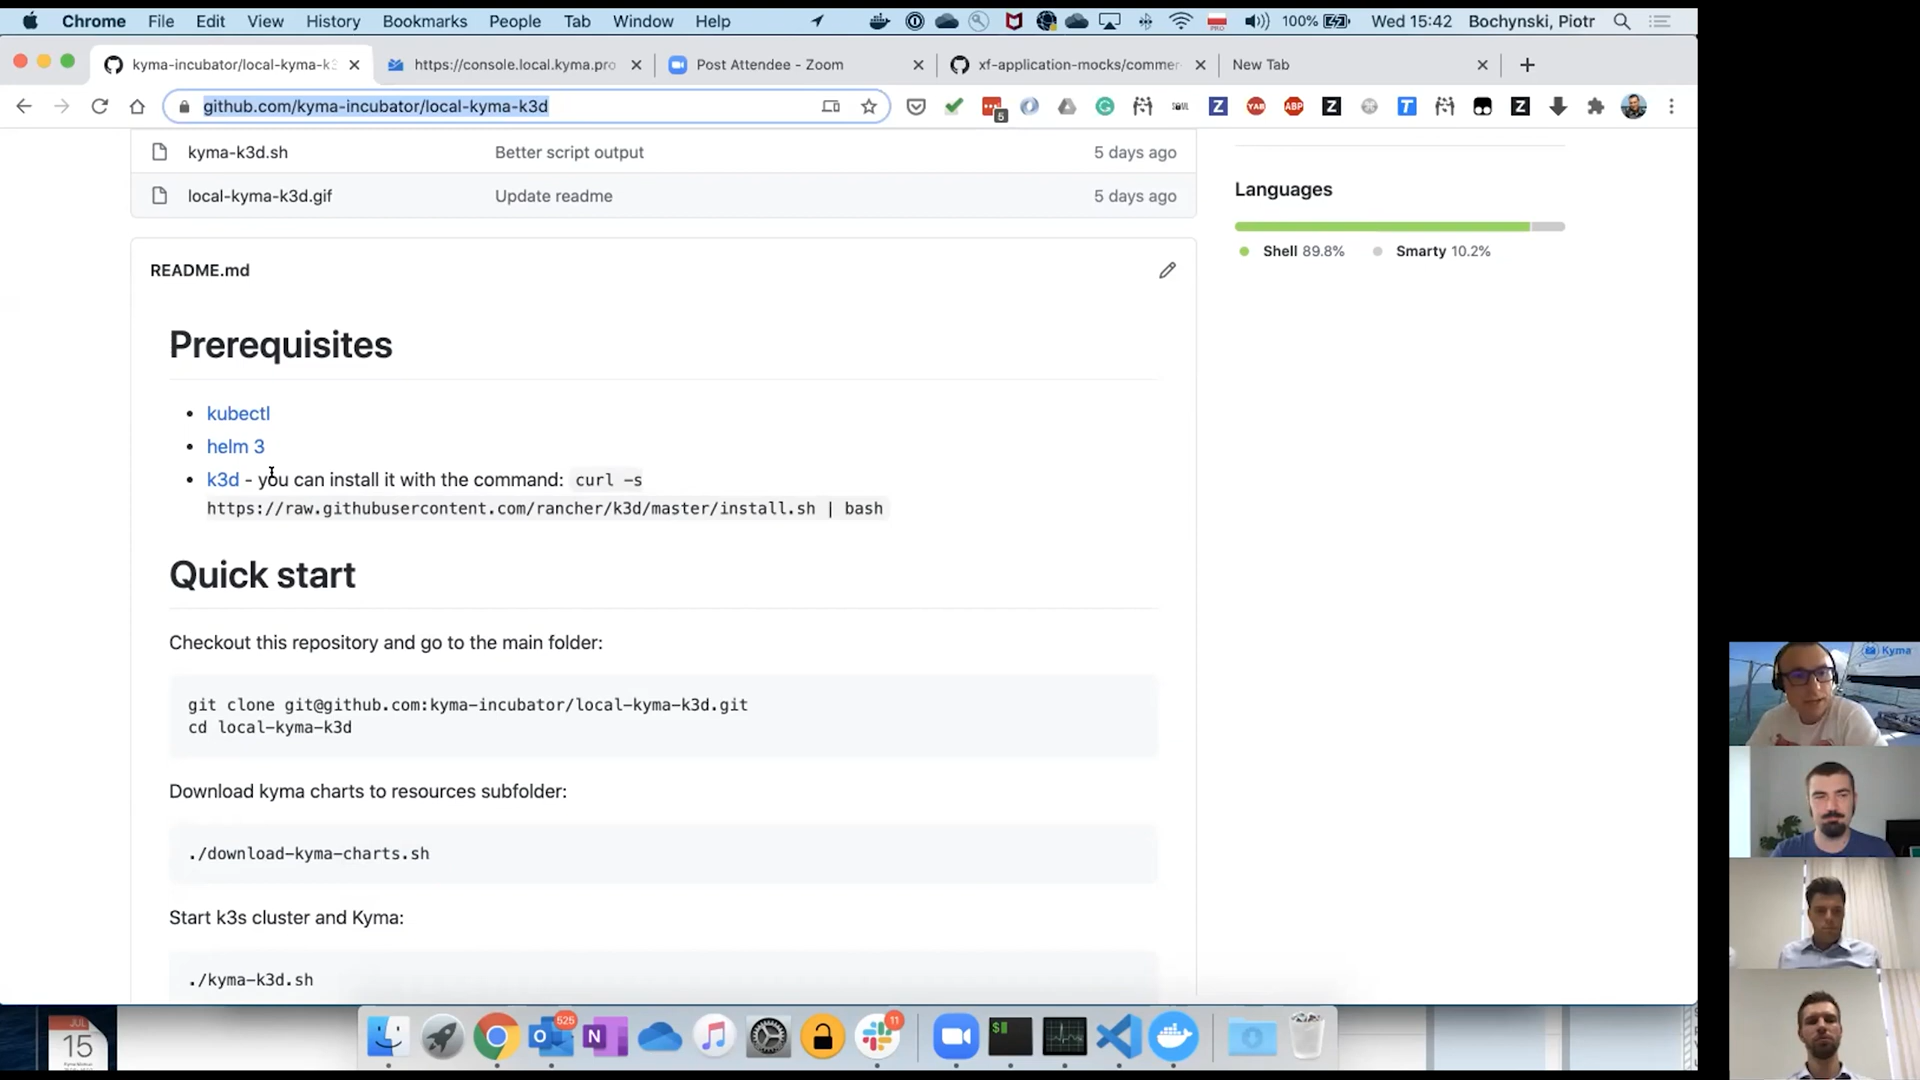 Chrome File Edit View History Bookmarks People Tab Window Help 100% Wed 15:42 Bochynski, Piotr
kyma-incubator/local-kyma-k3
https://console.local.kyma.pro
Post Attendee - Zoom
xf-application-mocks/commer
New Tab
github.com/kyma-incubator/local-kyma-k3d
kyma-k3d.sh Better script output 5 days ago
local-kyma-k3d.gif Update readme 5 days ago
Languages
Shell 89.8% Smarty 10.2%
README.md
Prerequisites
kubectl
helm 3
k3d - you can install it with the command: curl -s
https://raw.githubusercontent.com/rancher/k3d/master/install.sh | bash
Quick start
Checkout this repository and go to the main folder:
git clone git@github.com:kyma-incubator/local-kyma-k3d.git
cd local-kyma-k3d
Download kyma charts to resources subfolder:
./download-kyma-charts.sh
Start k3s cluster and Kyma:
./kyma-k3d.sh
Kyma
JUL
15
525
11